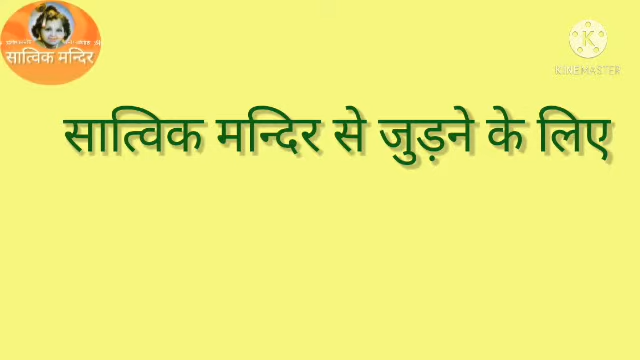 सात्विक मन्दिर
KINEMASTER
सात्विक मन्दिर से जुड़ने के लिए